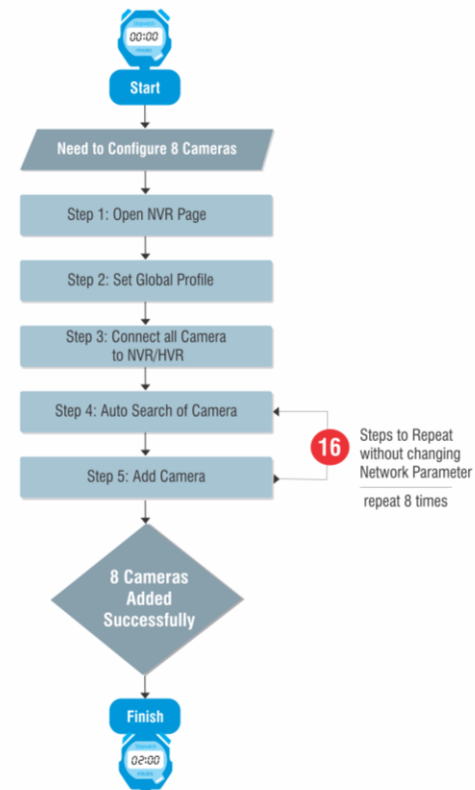 00:00
Start
Need to Configure 8 Cameras
Step 1: Open NVR Page
Step 2: Set Global Profile
Step 3: Connect all Camera
to NVR/HVR
Step 4: Auto Search of Camera
16
Steps to Repeat
without changing
Network Parameter
repeat 8 times
Step 5: Add Camera
8 Cameras
Added
Successfully
Finish
02:00